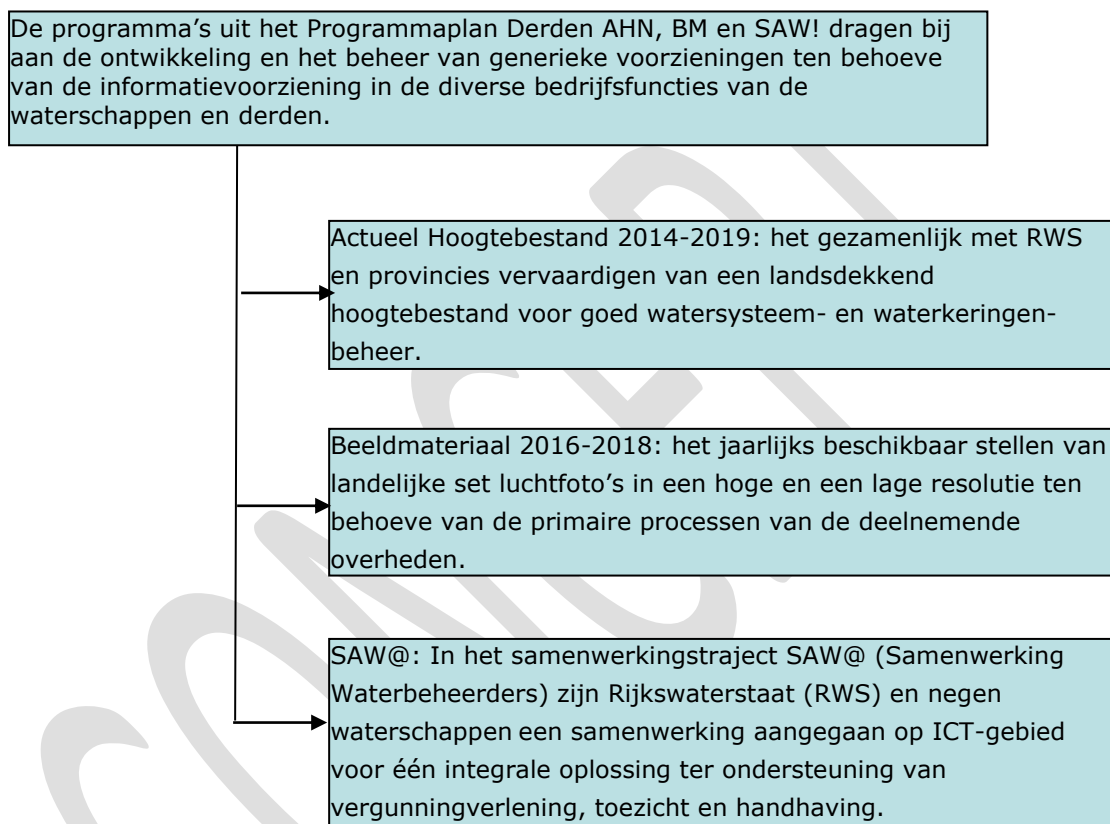 De programma’s uit het Programmaplan Derden AHN, BM en SAW! dragen bij
aan de ontwikkeling en het beheer van generieke voorzieningen ten behoeve
van de informatievoorziening in de diverse bedrijfsfuncties van de
waterschappen en derden.
Actueel Hoogtebestand 2014-2019: het gezamenlijk met RWS
en provincies vervaardigen van een landsdekkend
hoogtebestand voor goed watersysteem- en waterkeringen-
beheer.
Beeldmateriaal 2016-2018: het jaarlijks beschikbaar stellen van
landelijke set luchtfoto’s in een hoge en een lage resolutie ten
behoeve van de primaire processen van de deelnemende
overheden.
SAW@: In het samenwerkingstraject SAW@ (Samenwerking
Waterbeheerders) zijn Rijkswaterstaat (RWS) en negen
waterschappen een samenwerking aangegaan op ICT-gebied
voor één integrale oplossing ter ondersteuning van
vergunningverlening, toezicht en handhaving.
CONCEPT